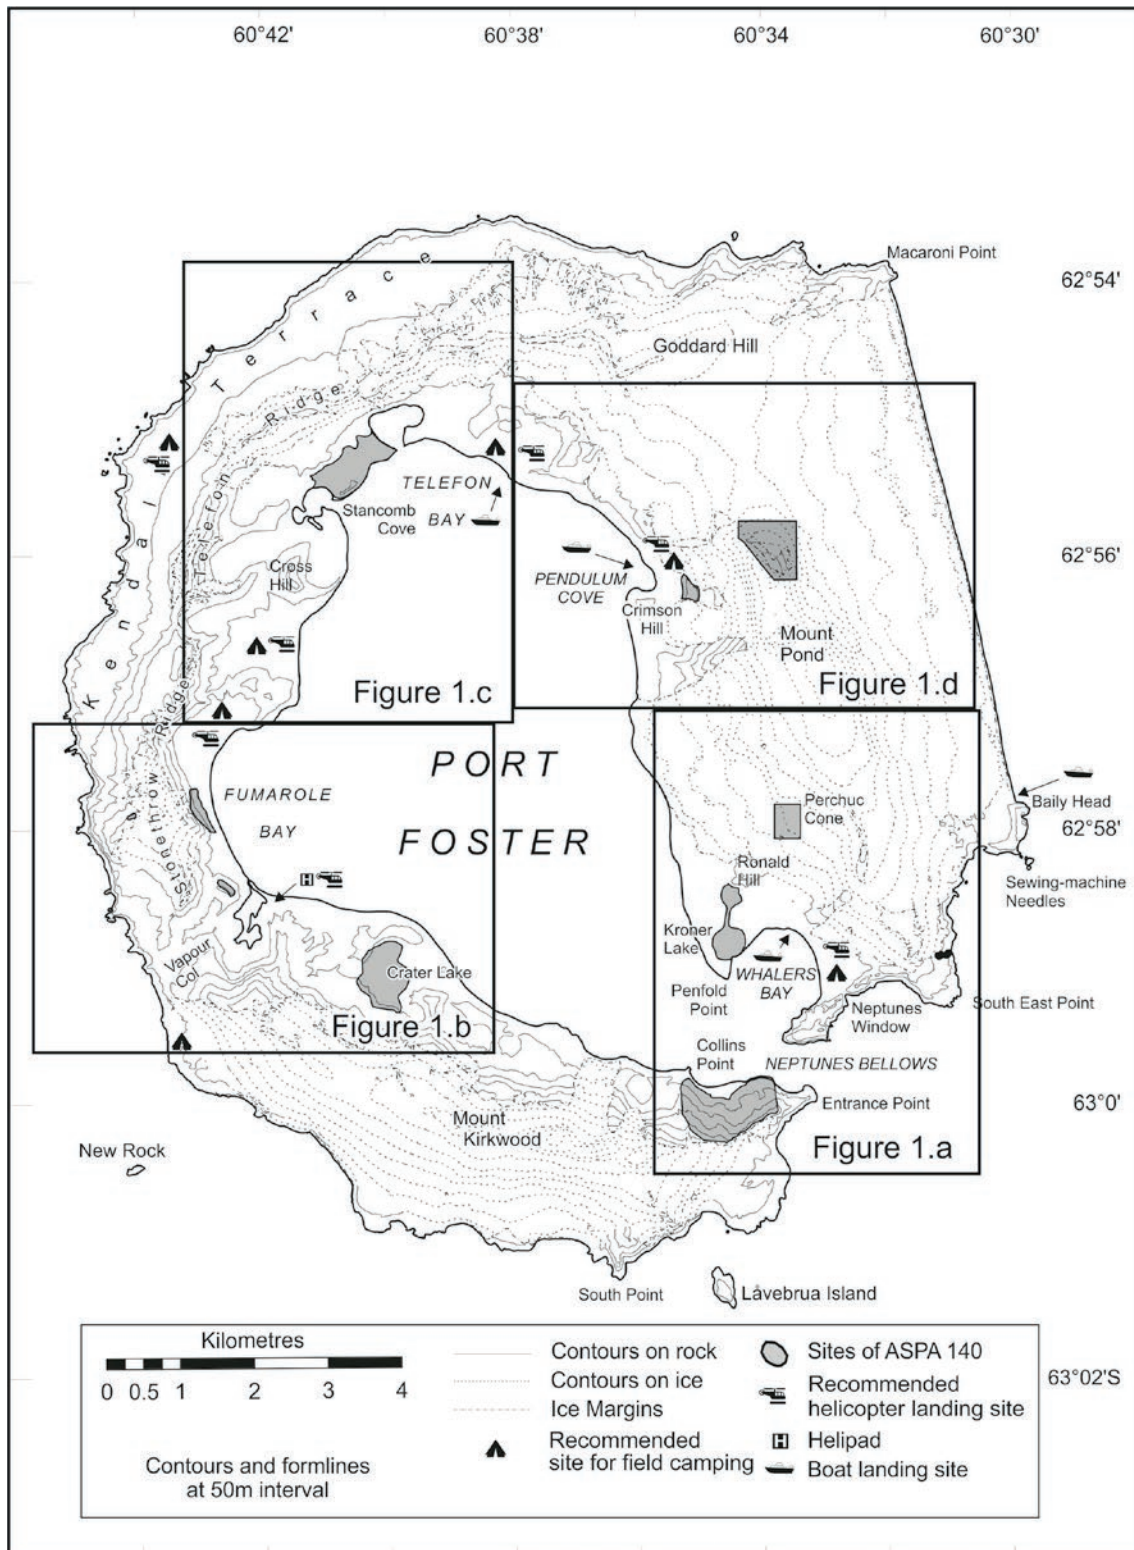 60°42'
60°38'
60°34
60°30'
Macaroni Point
62°54'
Kendall Terrace
Goddard Hill
Telefon Ridge
TELEFON
BAY
Stancomb
Cove
62°56'
Cross
Hill
PENDULUM
COVE
Crimson
Hill
Mount
Pond
Figure 1.c
Figure 1.d
Stonethrow Ridge
PORT
FOSTER
FUMAROLE
BAY
Baily Head
Perchuc
Cone
62°58'
Ronald
Hill
Sewing-machine
Needles
Kroner
Lake
Vapour
Col
Crater Lake
WHALERS
BAY
Penfold
Point
South East Point
Neptunes
Window
Figure 1.b
Collins
Point
NEPTUNES BELLOWS
Entrance Point
63°0'
Mount
Kirkwood
New Rock
Figure 1.a
South Point
Låvebrua Island
Kilometres
0 0.5 1 2 3 4
Contours and formlines
at 50m interval
Contours on rock
Contours on ice
Ice Margins
Recommended
site for field camping
Sites of ASPA 140
Recommended
helicopter landing site
H Helipad
Boat landing site
63°02'S
H